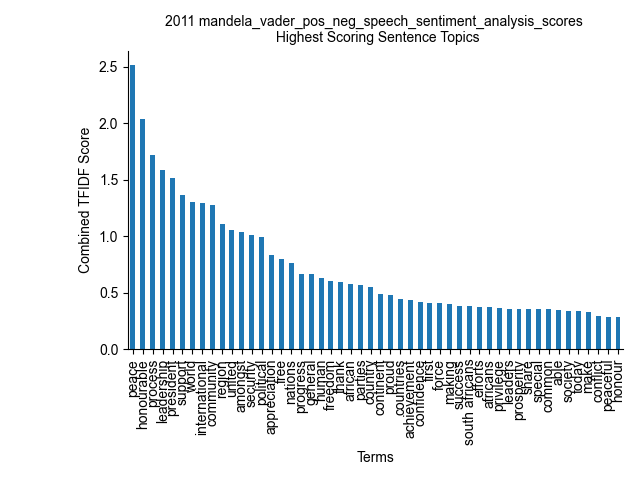 2011 mandela_vader_pos_neg_speech_sentiment_analysis_scores
Highest Scoring Sentence Topics
Combined TFIDF Score
2.5
2.0
1.5
1.0
0.5
0.0
peace
honourable
process
leadership
president
support
world
international
community
region
united
amongst
security
political
appreciation
free
nations
progress
general
human
freedom
thank
african
parties
country
continent
proud
countries
achievement
confidence
first
force
making
success
south africans
efforts
africans
privilege
leaders
prosperity
share
special
common
able
society
today
make
conflict
peaceful
honour
Terms